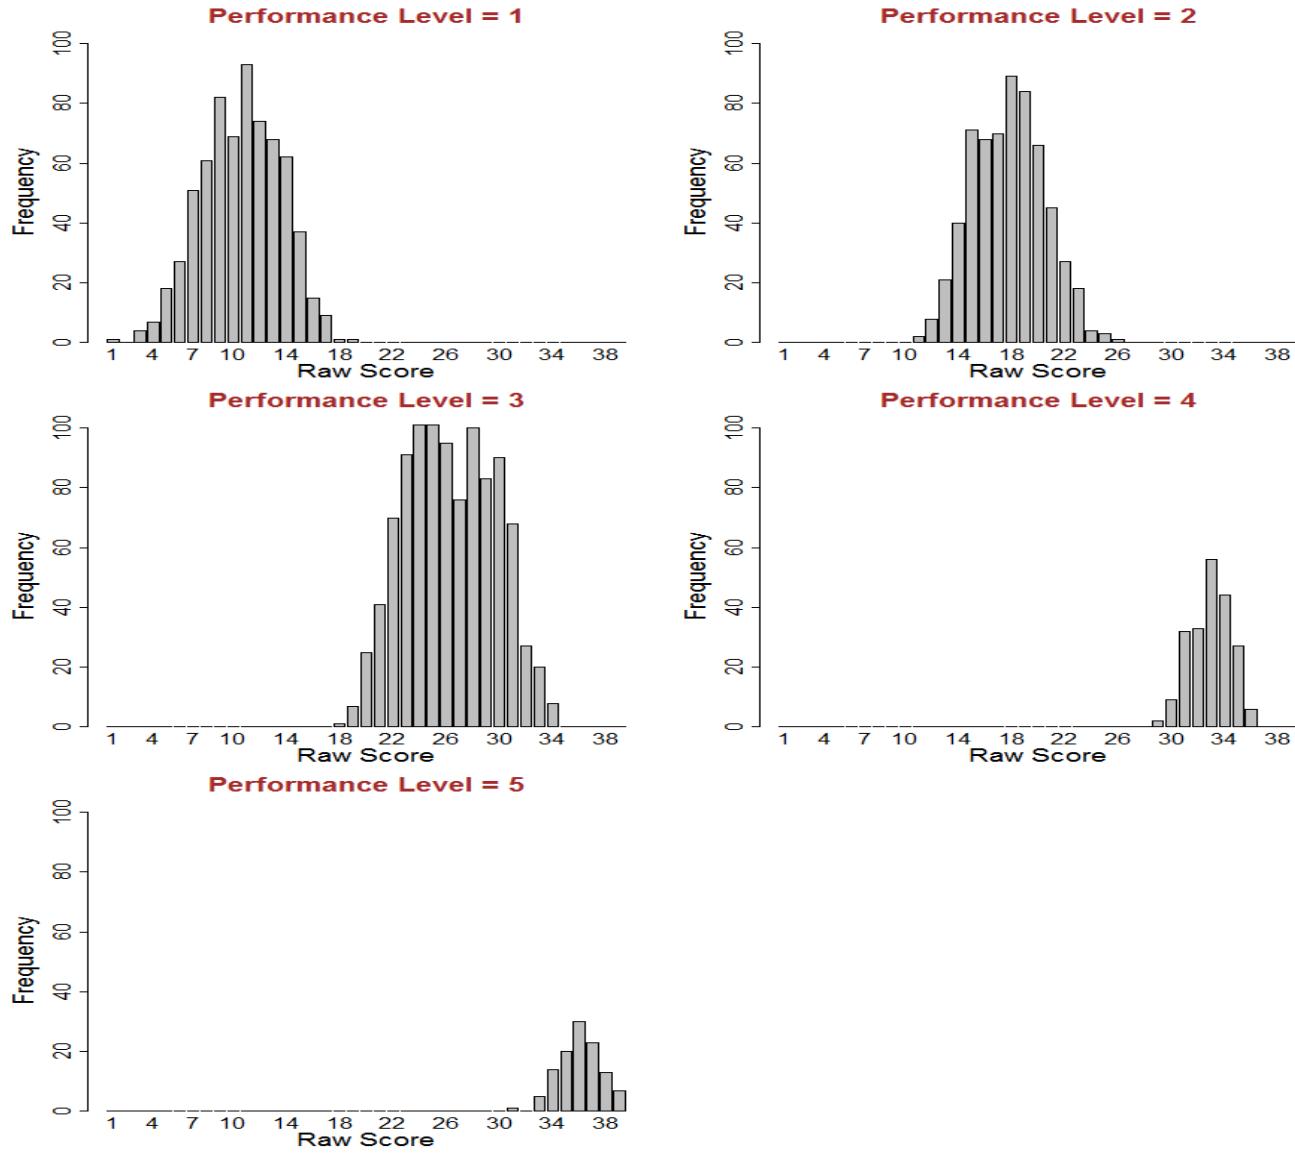 Performance Level = 1
Frequency
0 20 40 60 80 100
1 4 7 10 14 18 22 26 30 34 38
Raw Score
Performance Level = 2
Frequency
0 20 40 60 80 100
1 4 7 10 14 18 22 26 30 34 38
Raw Score
Performance Level = 3
Frequency
0 20 40 60 80 100
1 4 7 10 14 18 22 26 30 34 38
Raw Score
Performance Level = 4
Frequency
0 20 40 60 80 100
1 4 7 10 14 18 22 26 30 34 38
Raw Score
Performance Level = 5
Frequency
0 20 40 60 80 100
1 4 7 10 14 18 22 26 30 34 38
Raw Score